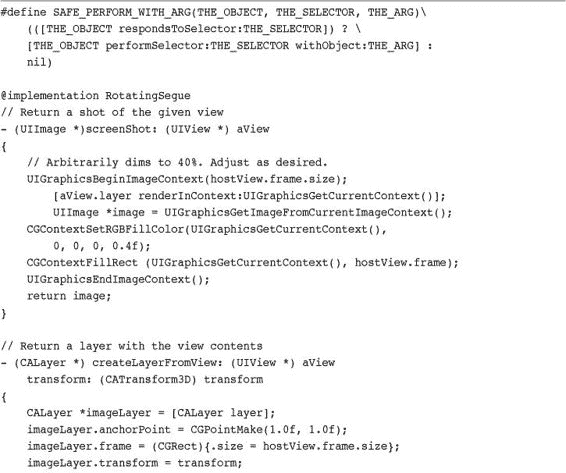 #define SAFE_PERFORM_WITH_ARG(THE_OBJECT, THE_SELECTOR, THE_ARG)\
    (([THE_OBJECT respondsToSelector:THE_SELECTOR]) ? \
    [THE_OBJECT performSelector:THE_SELECTOR withObject:THE_ARG] :
    nil)

@implementation RotatingSegue
// Return a shot of the given view
- (UIImage *)screenShot: (UIView *) aView
{
    // Arbitrarily dims to 40%. Adjust as desired.
    UIGraphicsBeginImageContext(hostView.frame.size);
        [aView.layer renderInContext:UIGraphicsGetCurrentContext()];
        UIImage *image = UIGraphicsGetImageFromCurrentImageContext();
    CGContextSetRGBFillColor(UIGraphicsGetCurrentContext(),
        0, 0, 0, 0.4f);
    CGContextFillRect (UIGraphicsGetCurrentContext(), hostView.frame);
    UIGraphicsEndImageContext();
    return image;
}

// Return a layer with the view contents
- (CALayer *) createLayerFromView: (UIView *) aView
    transform: (CATransform3D) transform
{
    CALayer *imageLayer = [CALayer layer];
    imageLayer.anchorPoint = CGPointMake(1.0f, 1.0f);
    imageLayer.frame = (CGRect){.size = hostView.frame.size};
    imageLayer.transform = transform;